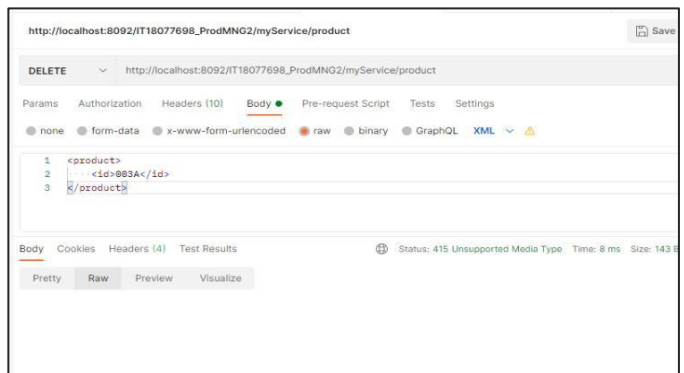 http://localhost:8092/IT18077698_ProdMNG2/myService/product Save
DELETE http://localhost:8092/IT18077698_ProdMNG2/myService/product
Params Authorization Headers (10) Body Pre-request Script Tests Settings
none form-data x-www-form-urlencoded raw binary GraphQL XML
1 <product>
2 ····<id>003A</id>
3 </product>
Body Cookies Headers (4) Test Results Status: 415 Unsupported Media Type Time: 8 ms Size: 143 B
Pretty Raw Preview Visualize